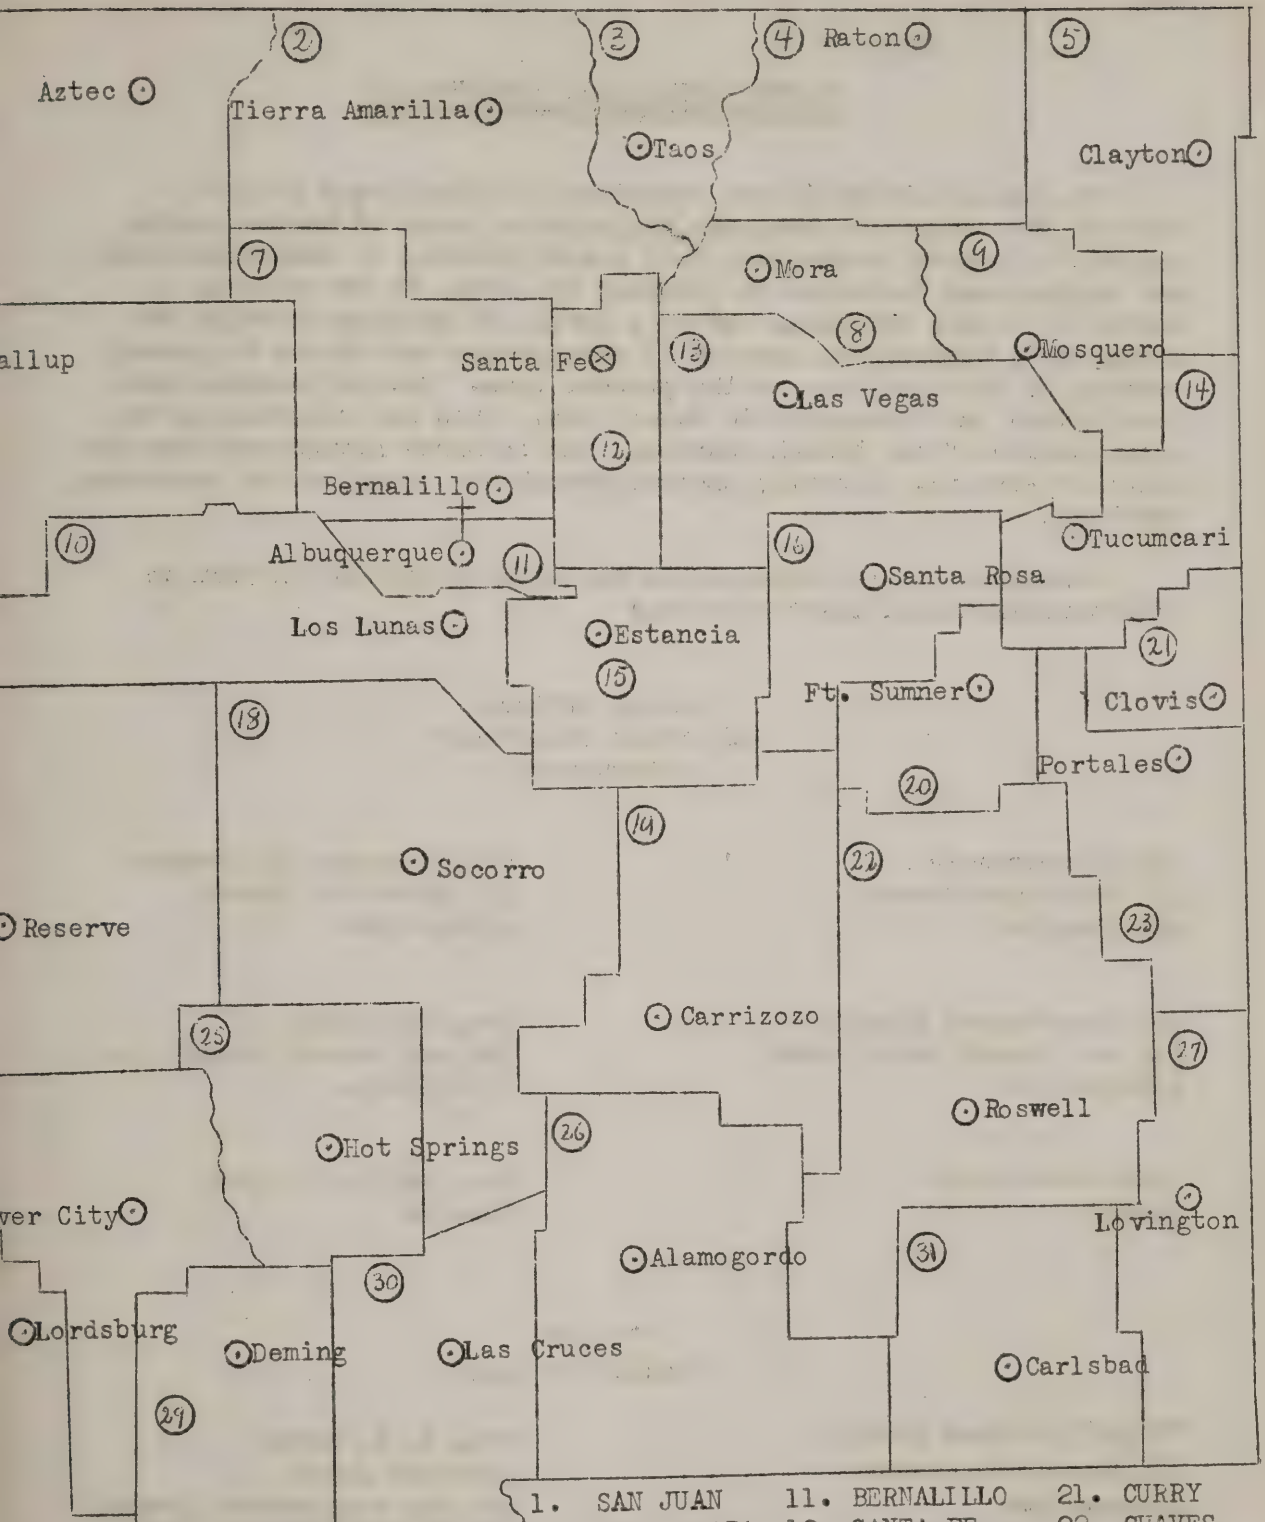 2 3 4 Raton 5
Aztec
Tierra Amarilla
Taos
Clayton
7
9
Mora
8
13
Mosquero
allup
Santa Fe
14
Las Vegas
12
Bernalillo
10
16
Tucumcari
Albuquerque
11
Santa Rosa
Los Lunas
Estancia
21
15
Ft. Sumner
Clovis
18
Portales
20
19
22
Socorro
Reserve
23
Carrizozo
25
27
Roswell
26
Hot Springs
Lovington
ver City
Alamogordo
31
30
Lordsburg
Deming
Las Cruces
Carlsbad
29
1. SAN JUAN 11. BERNALILLO 21. CURRY
SANTA FE CHAVES